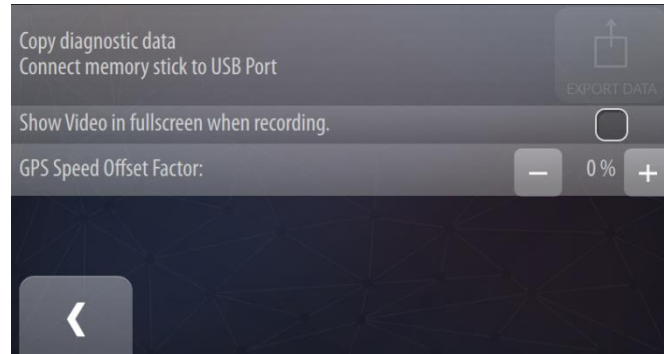 Copy diagnostic data
Connect memory stick to USB Port
EXPORT DATA
Show Video in fullscreen when recording.
GPS Speed Offset Factor:
− 0 % +